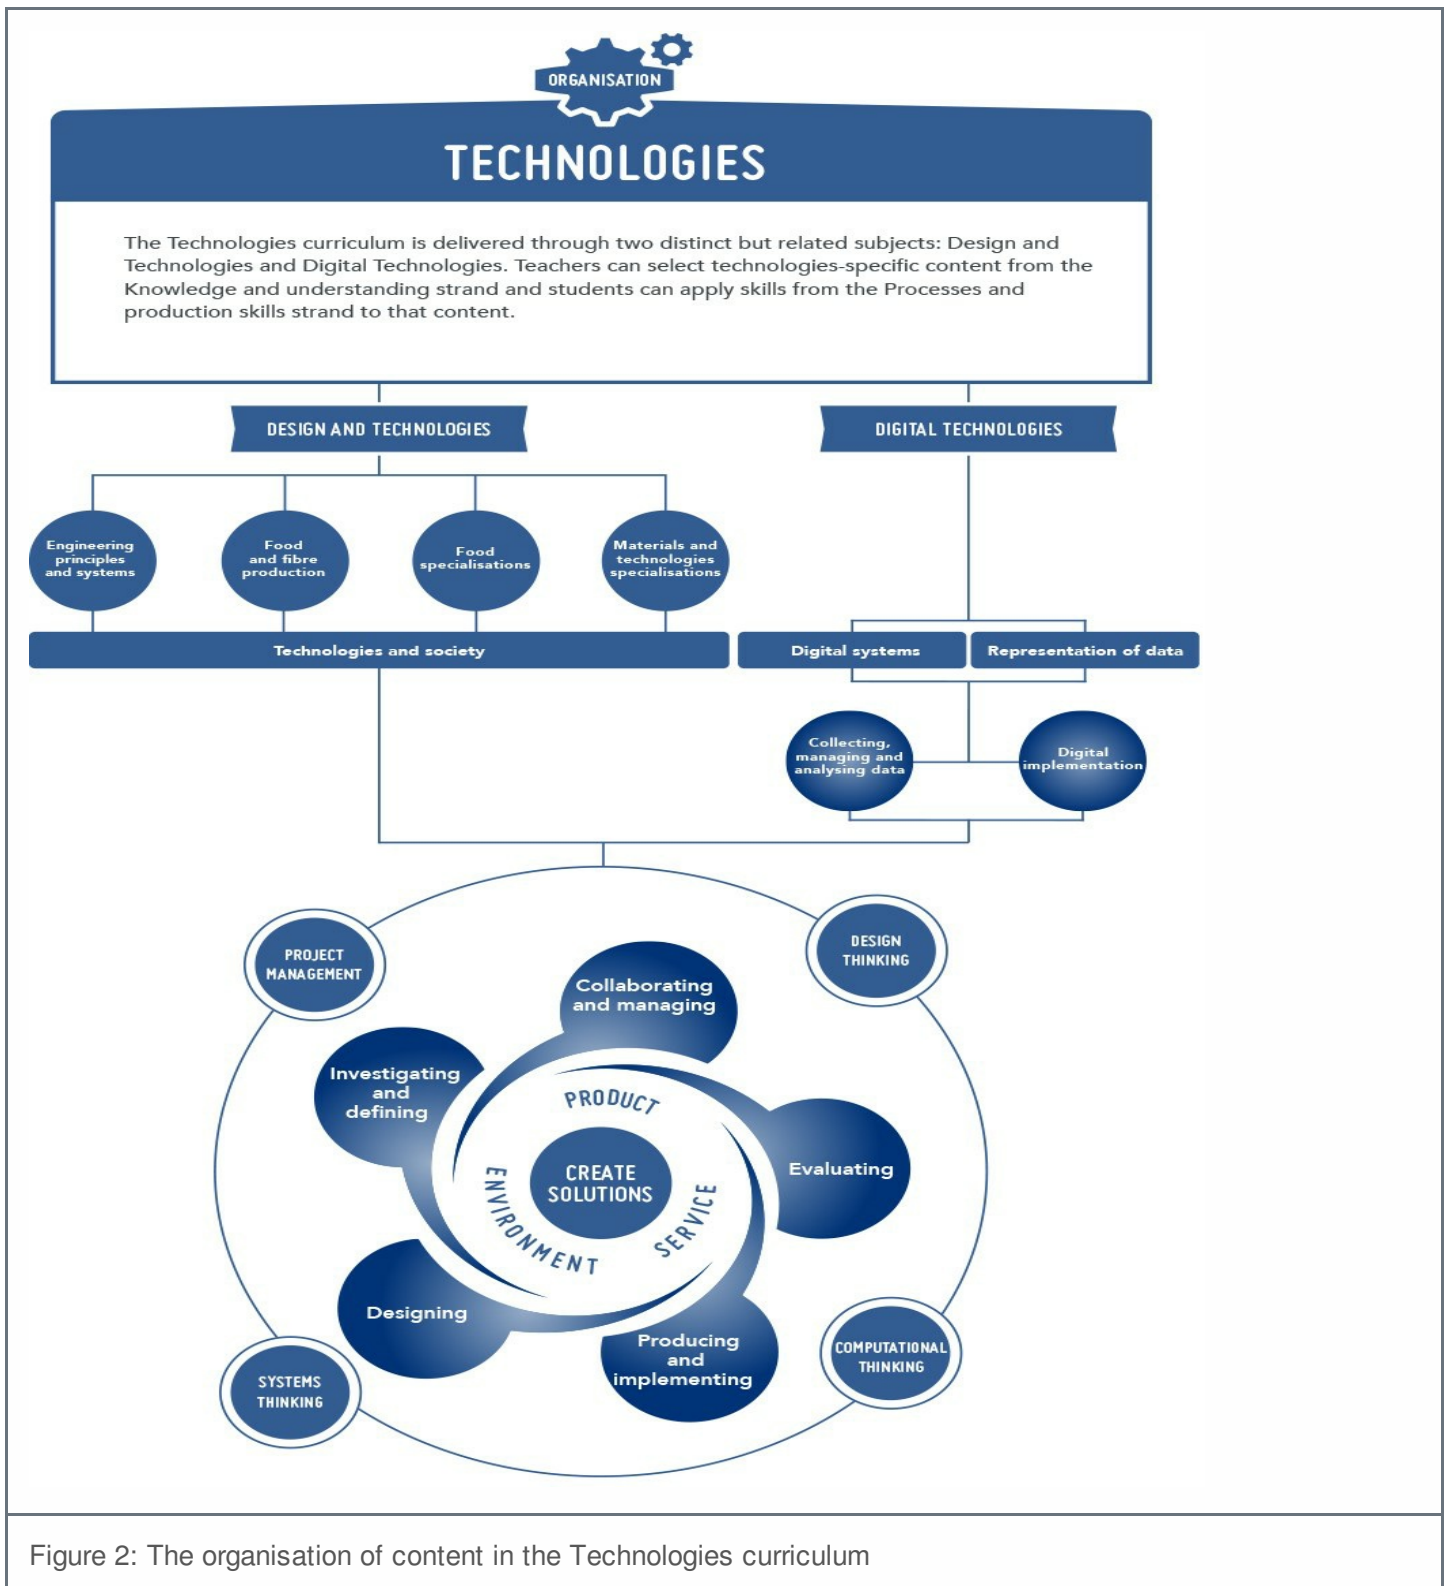 ORGANISATION
TECHNOLOGIES
The Technologies curriculum is delivered through two distinct but related subjects: Design and
Technologies and Digital Technologies. Teachers can select technologies-specific content from the
Knowledge and understanding strand and students can apply skills from the Processes and
production skills strand to that content.
DESIGN AND TECHNOLOGIES
DIGITAL TECHNOLOGIES
Engineering
principles
and systems
Food
and fibre
production
Food
specialisations
Materials and
technologies
specialisations
Technologies and society
Digital systems
Representation of data
Collecting,
managing and
analysing data
Digital
implementation
PROJECT
MANAGEMENT
DESIGN
THINKING
Collaborating
and managing
Investigating
and
defining
PRODUCT
Evaluating
CREATE
SOLUTIONS
ENVIRONMENT
SERVICE
Designing
Producing
and
implementing
COMPUTATIONAL
THINKING
SYSTEMS
THINKING
Figure 2: The organisation of content in the Technologies curriculum